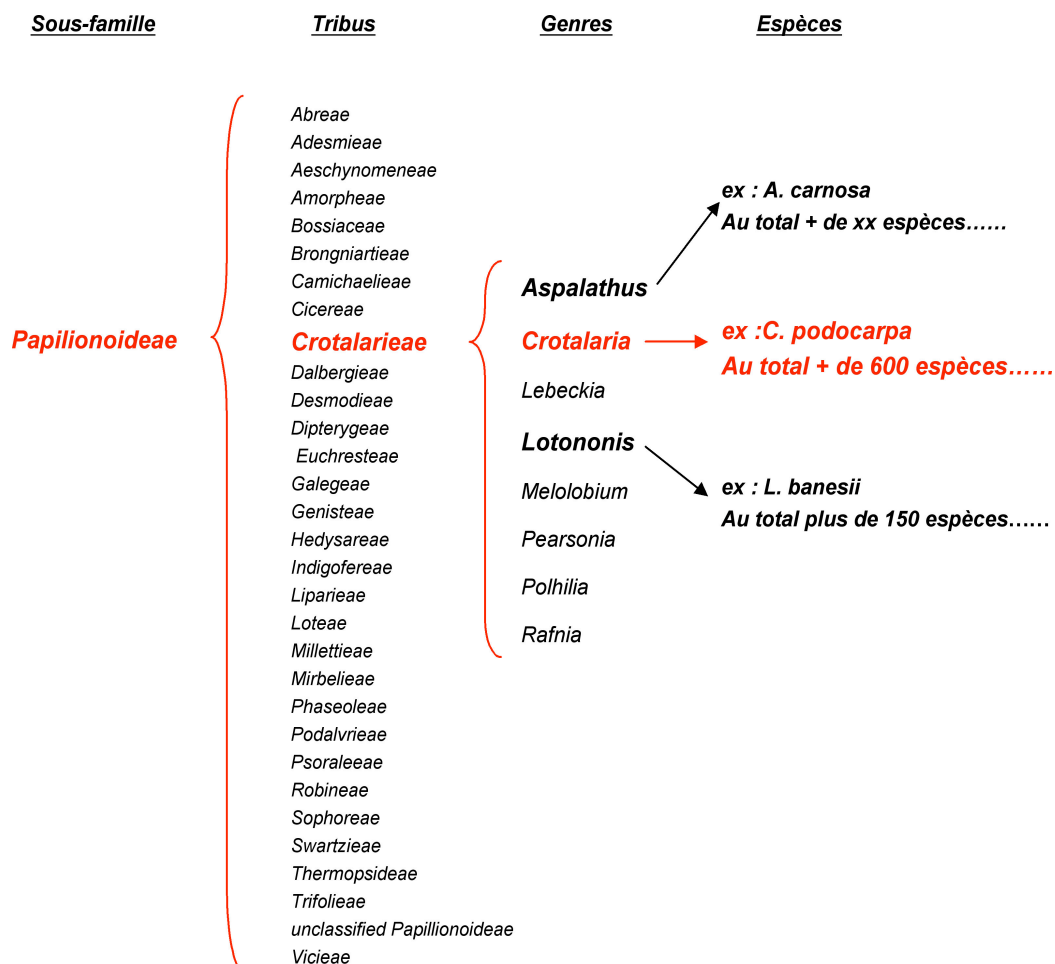 Sous-famille
Tribus
Genres
Espèces
Papilionoideae
Abreae
Adesmieae
Aeschynomeneae
Amorpheae
Bossiaceae
Brongniartieae
Camichaelieae
Cicereae
Crotalarieae
Dalbergieae
Desmodieae
Dipterygeae
Euchresteae
Galegeae
Genisteae
Hedysareae
Indigofereae
Liparieae
Loteae
Millettieae
Mirbelieae
Phaseoleae
Podalvrieae
Psoraleeae
Robineae
Sophoreae
Swartzieae
Thermopsideae
Trifolieae
unclassified Papillionoideae
Vicieae
Aspalathus
Crotalaria
Lebeckia
Lotononis
Melolobium
Pearsonia
Polhilia
Rafnia
ex : A. carnosa
Au total + de xx espèces……
ex :C. podocarpa
Au total + de 600 espèces……
ex : L. banesii
Au total plus de 150 espèces……